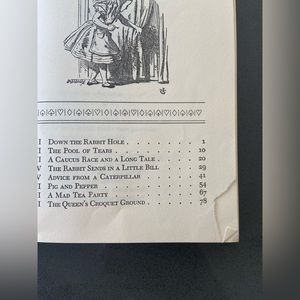 I DOWN THE RABBIT HOLE . . . . . . . 1
I THE POOL OF TEARS . . . . . . . 10
I A CAUCUS RACE AND A LONG TALE . . . . 20
V THE RABBIT SENDS IN A LITTLE BILL . . . . 29
V ADVICE FROM A CATERPILLAR . . . . . 41
I PIG AND PEPPER . . . . . . . . 54
I A MAD TEA PARTY . . . . . . . 67
I THE QUEEN'S CROQUET GROUND . . . . . 78